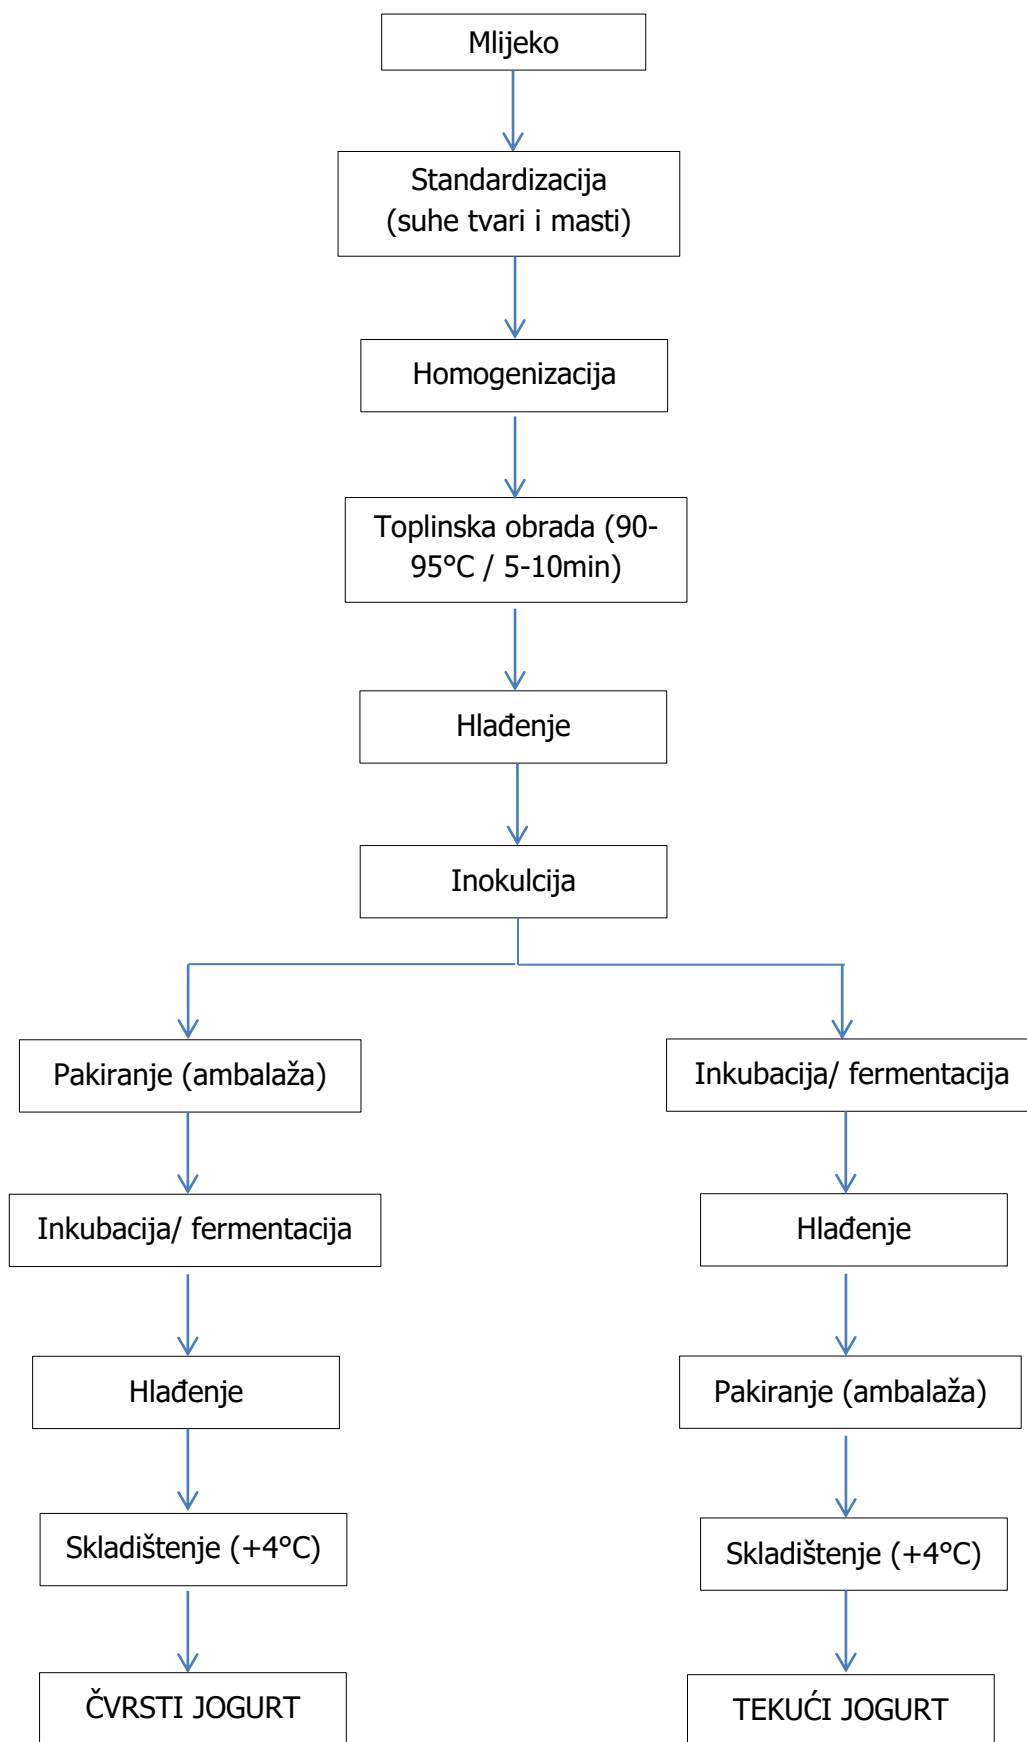 Mlijeko
Standardizacija
(suhe tvari i masti)
Homogenizacija
Toplinska obrada (90-
95°C / 5-10min)
Hlađenje
Inokulcija
Pakiranje (ambalaža)
Inkubacija/ fermentacija
Hlađenje
Skladištenje (+4°C)
ČVRSTI JOGURT
Inkubacija/ fermentacija
Hlađenje
Pakiranje (ambalaža)
Skladištenje (+4°C)
TEKUĆI JOGURT